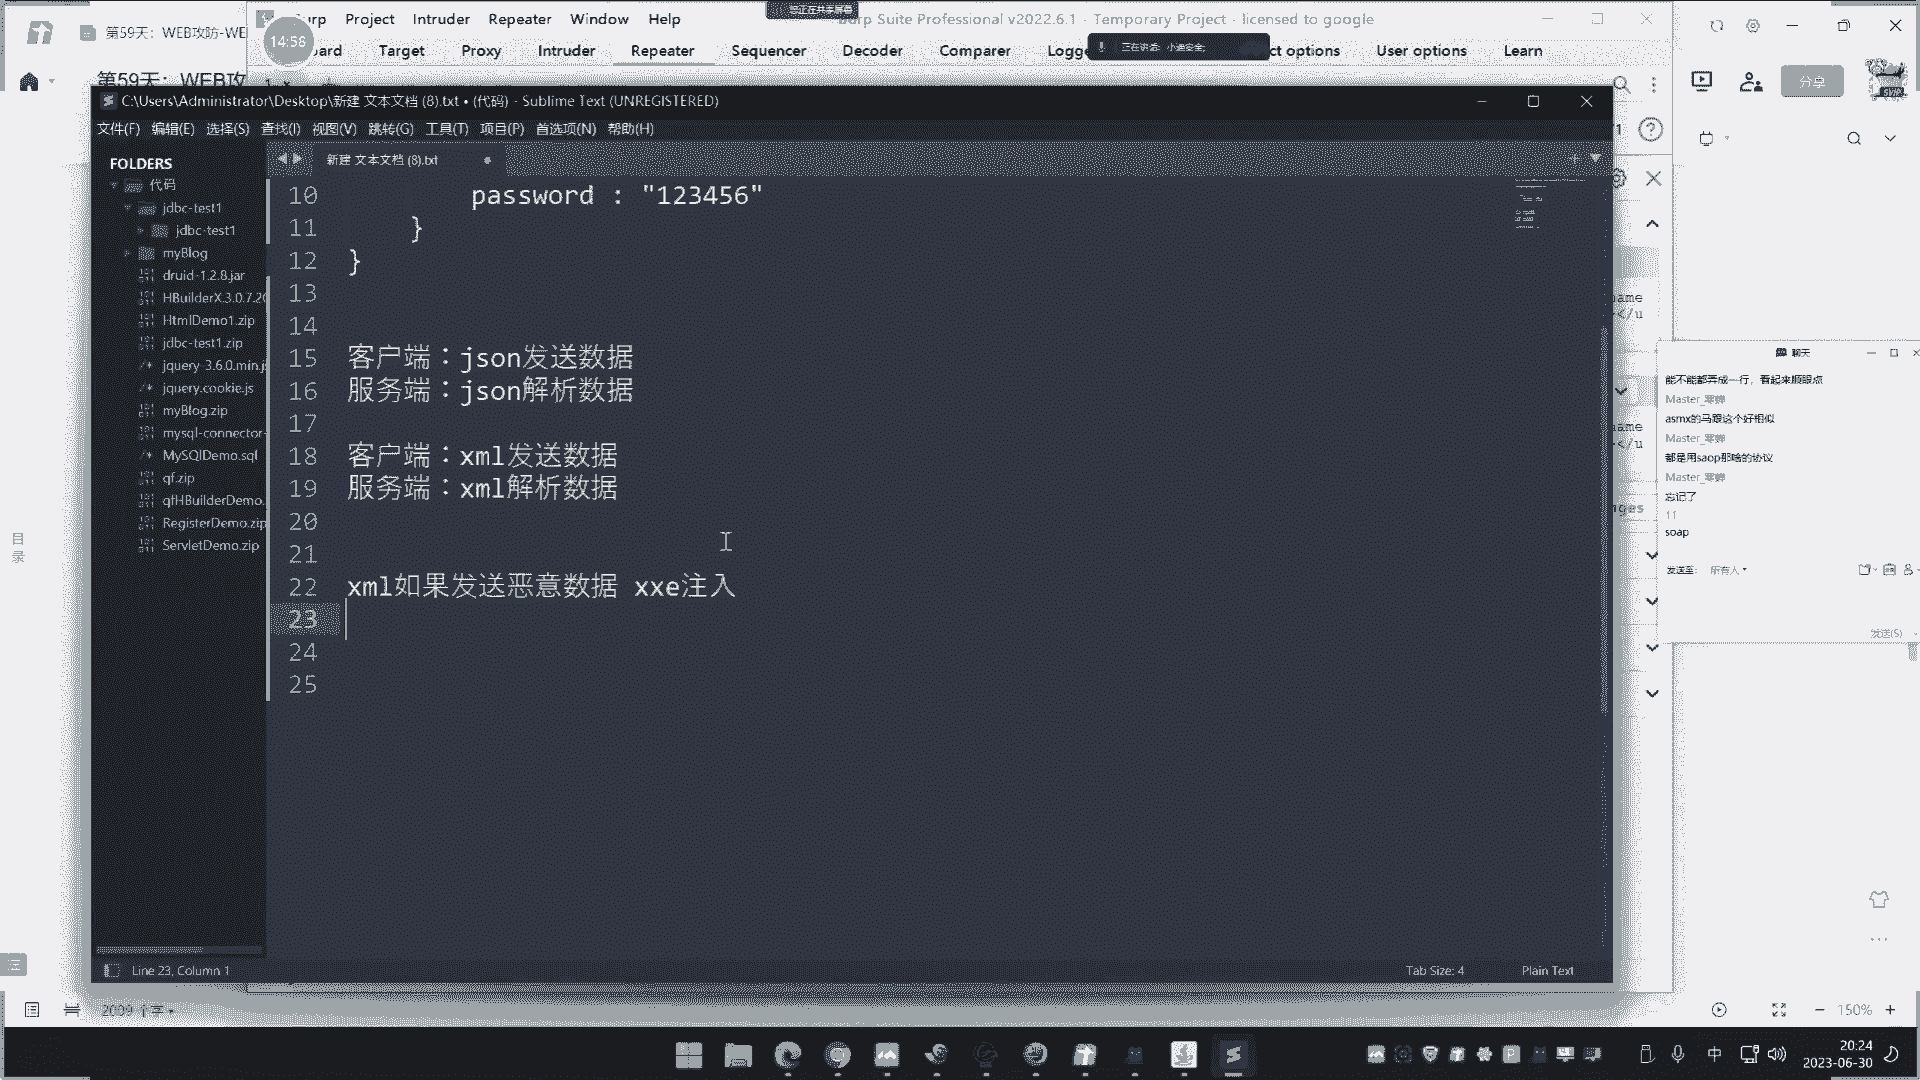 第59天：WEB攻防-WE
Project
Intruder
Repeater
Window
Help
Burp Suite Professional v2022.6.1 - Temporary Project - licensed to google
14:58
Target
Proxy
Intruder
Repeater
Sequencer
Decoder
Comparer
User options
Learn
正在讲话: 小迪安全;
第59天：WEB攻
分享
C:\Users\Administrator\Desktop\新建 文本文档 (8).txt • (代码) - Sublime Text (UNREGISTERED)
文件(F) 编辑(E) 选择(S) 查找(I) 视图(V) 跳转(G) 工具(T) 项目(P) 首选项(N) 帮助(H)
FOLDERS
代码
jdbc-test1
jdbc-test1
myBlog
druid-1.2.8.jar
HBuilderX.3.0.7.20
HtmlDemo1.zip
jdbc-test1.zip
jquery-3.6.0.min.js
jquery.cookie.js
myBlog.zip
mysql-connector-
MySQlDemo.sql
qf.zip
qfHBuilderDemo.
RegisterDemo.zip
ServletDemo.zip
新建 文本文档 (8).txt
10 password : "123456"
11 }
12 }
13
14
15 客户端：json发送数据
16 服务端：json解析数据
17
18 客户端：xml发送数据
19 服务端：xml解析数据
20
21
22 xml如果发送恶意数据 xxe注入
23
24
25
Line 23, Column 1
Tab Size: 4
Plain Text
聊天
能不能都弄成一行，看起来顺眼点
Master_零蝉
asmx的马跟这个好相似
Master_零蝉
都是用saop那啥的协议
Master_零蝉
忘记了
11
soap
发送至: 所有人
发送(S)
目录
2009 个字
150%
中
20:24
2023-06-30